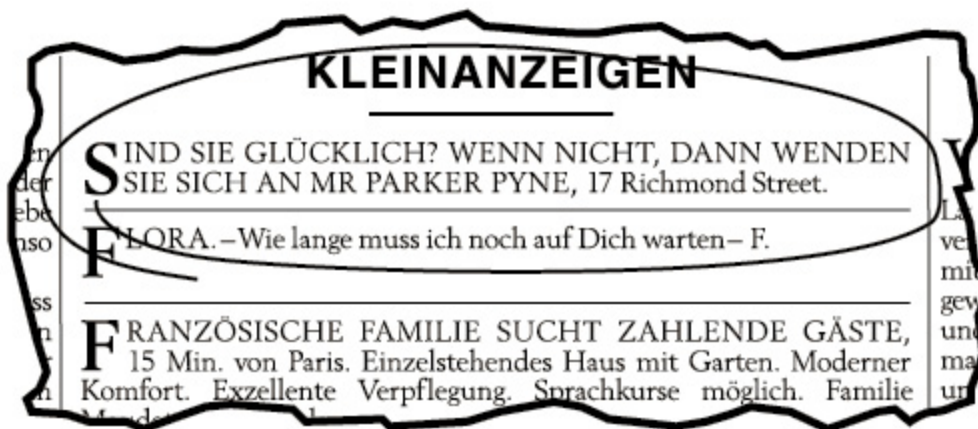 KLEINANZEIGEN
SIND SIE GLÜCKLICH? WENN NICHT, DANN WENDEN
SIE SICH AN MR PARKER PYNE, 17 Richmond Street.
FLORA.–Wie lange muss ich noch auf Dich warten– F.
FRANZÖSISCHE FAMILIE SUCHT ZAHLENDE GÄSTE,
15 Min. von Paris. Einzelstehendes Haus mit Garten. Moderner
Komfort. Exzellente Verpflegung. Sprachkurse möglich. Familie